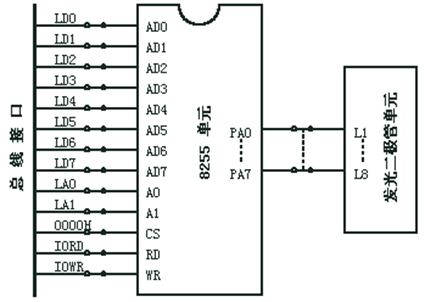 总线接口
LD0
LD1
LD2
LD3
LD4
LD5
LD6
LD7
LA0
LA1
0000H
IORD
IOWR
AD0
AD1
AD2
AD3
AD4
AD5
AD6
AD7
A0
A1
CS
RD
WR
8255 单元
PA0
PA7
L1
L8
发光二极管单元